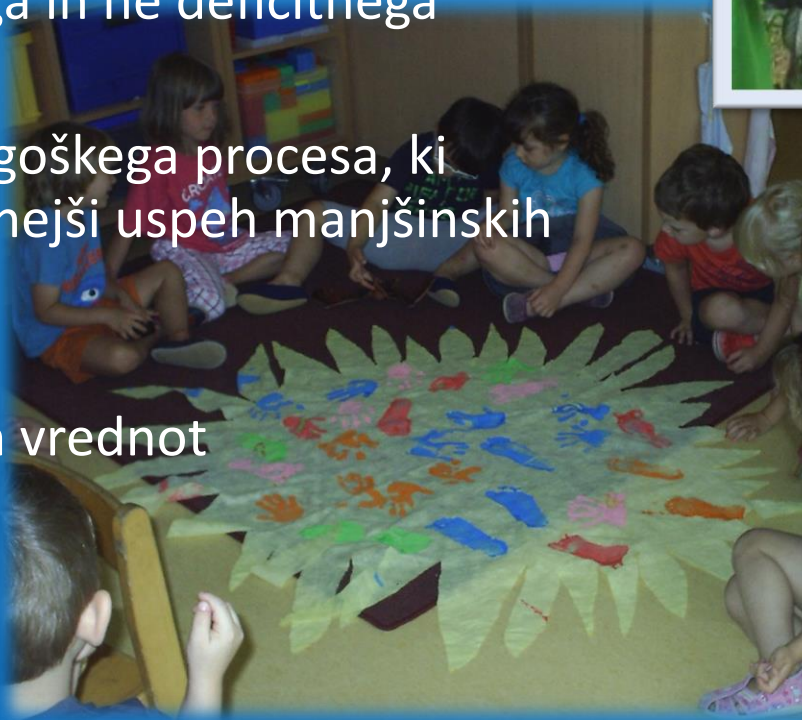 in ne deficitnega
goškega procesa, ki
nejši uspeh manjšinskih
vrednot